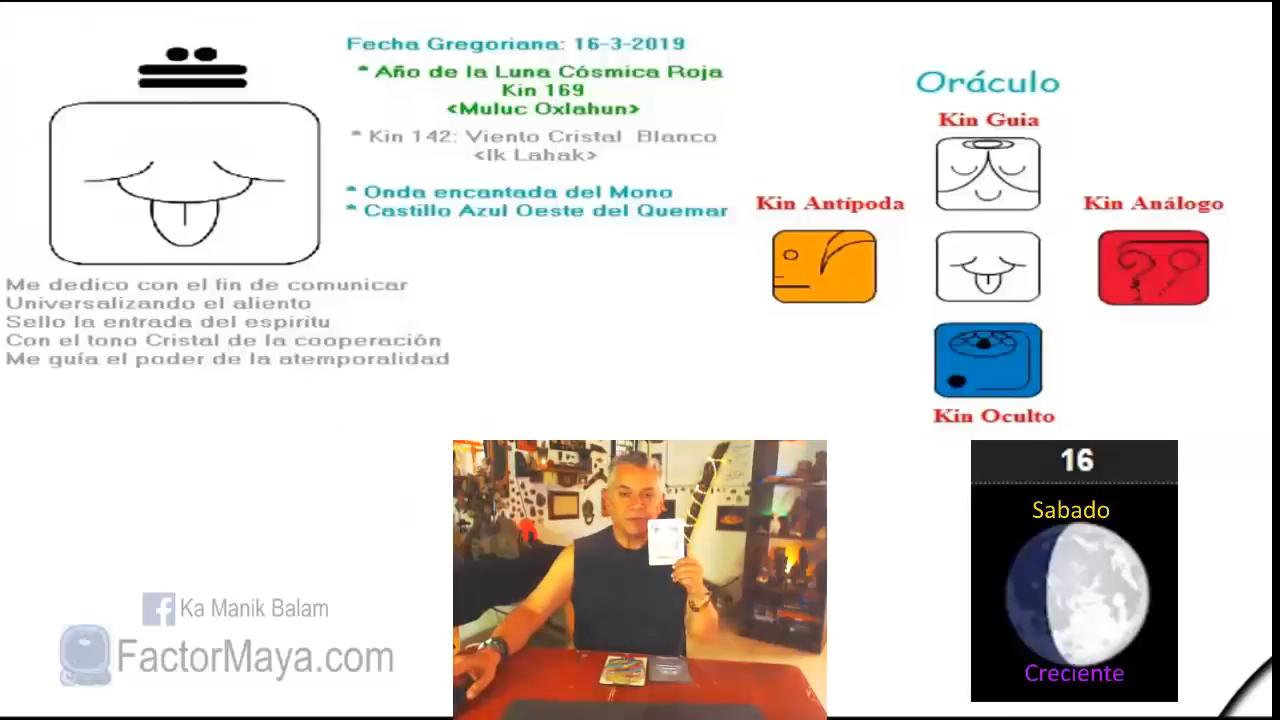 Fecha Gregoriana: 16-3-2019
* Año de la Luna Cósmica Roja
Kin 169
<Muluc Oxlahun>
* Kin 142: Viento Cristal Blanco
<Ik Lahak>
* Onda encantada del Mono
* Castillo Azul Oeste del Quemar
Me dedico con el fin de comunicar
Universalizando el aliento
Sello la entrada del espiritu
Con el tono Cristal de la cooperación
Me guía el poder de la atemporalidad
Oráculo
Kin Guia
Kin Antípoda
Kin Análogo
Kin Oculto
16
Sabado
Creciente
Ka Manik Balam
FactorMaya.com